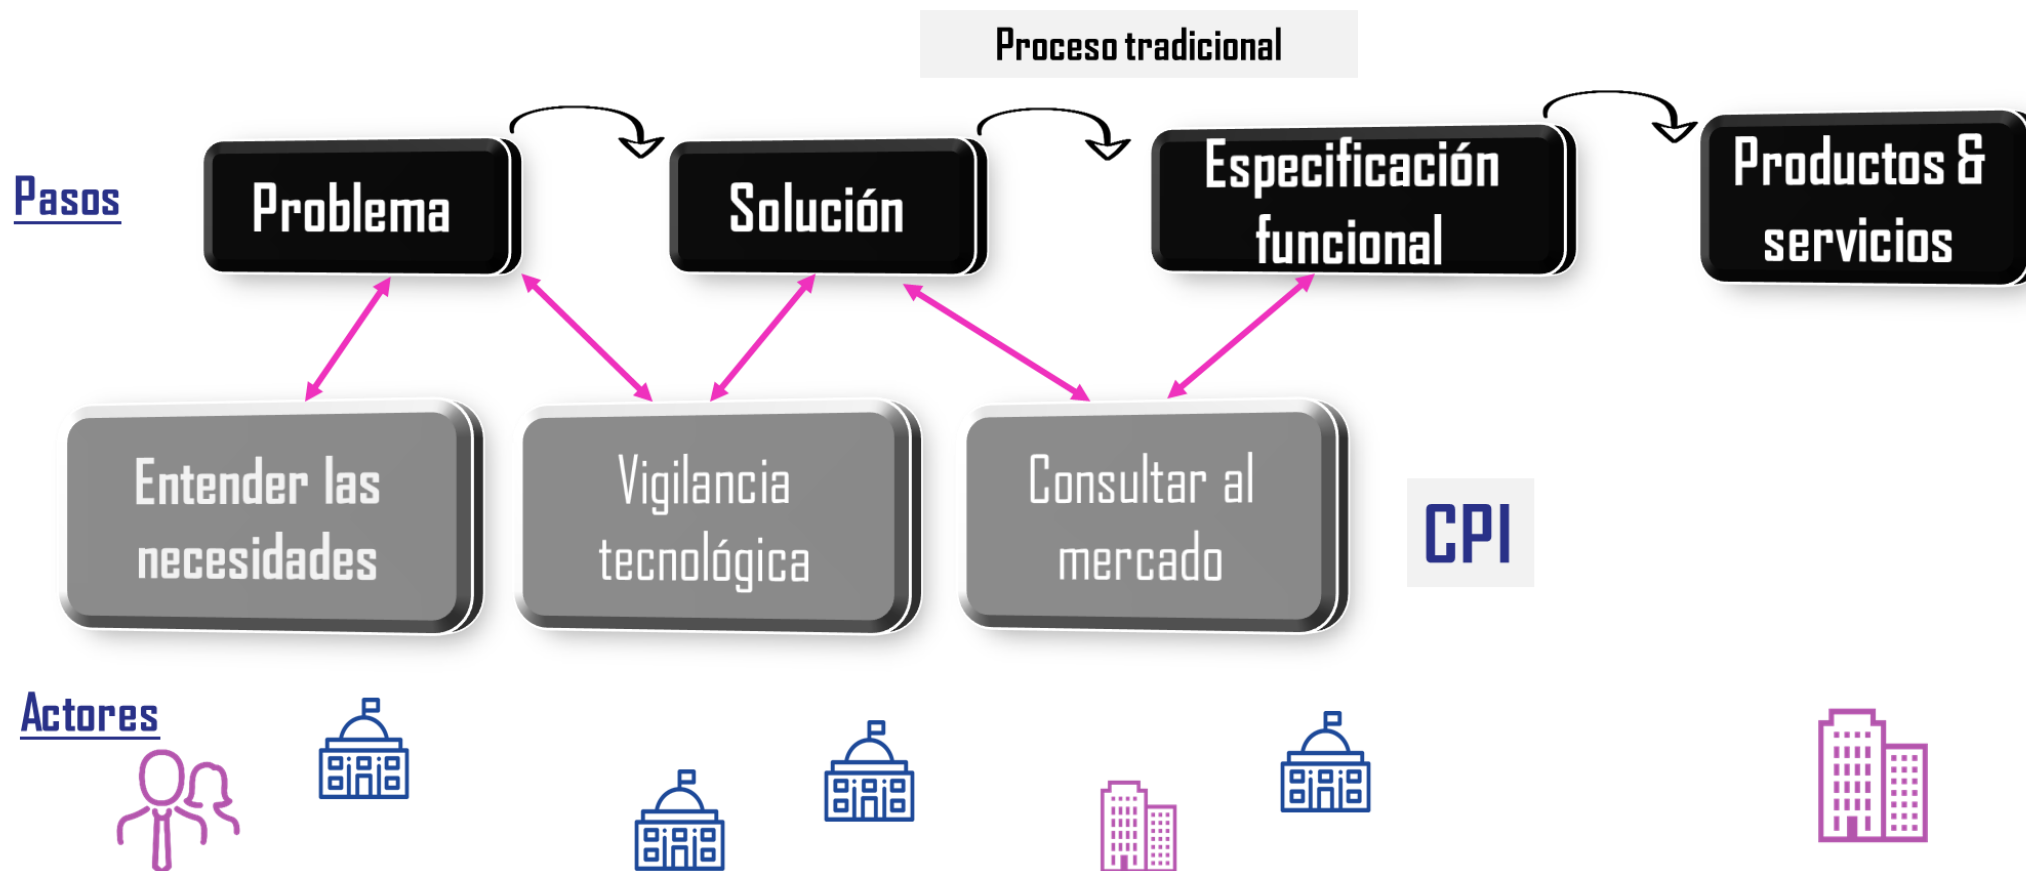 Proceso tradicional
Pasos
Problema
Solución
Especificación
funcional
Productos &
servicios
Entender las
necesidades
Vigilancia
tecnológica
Consultar al
mercado
CPI
Actores